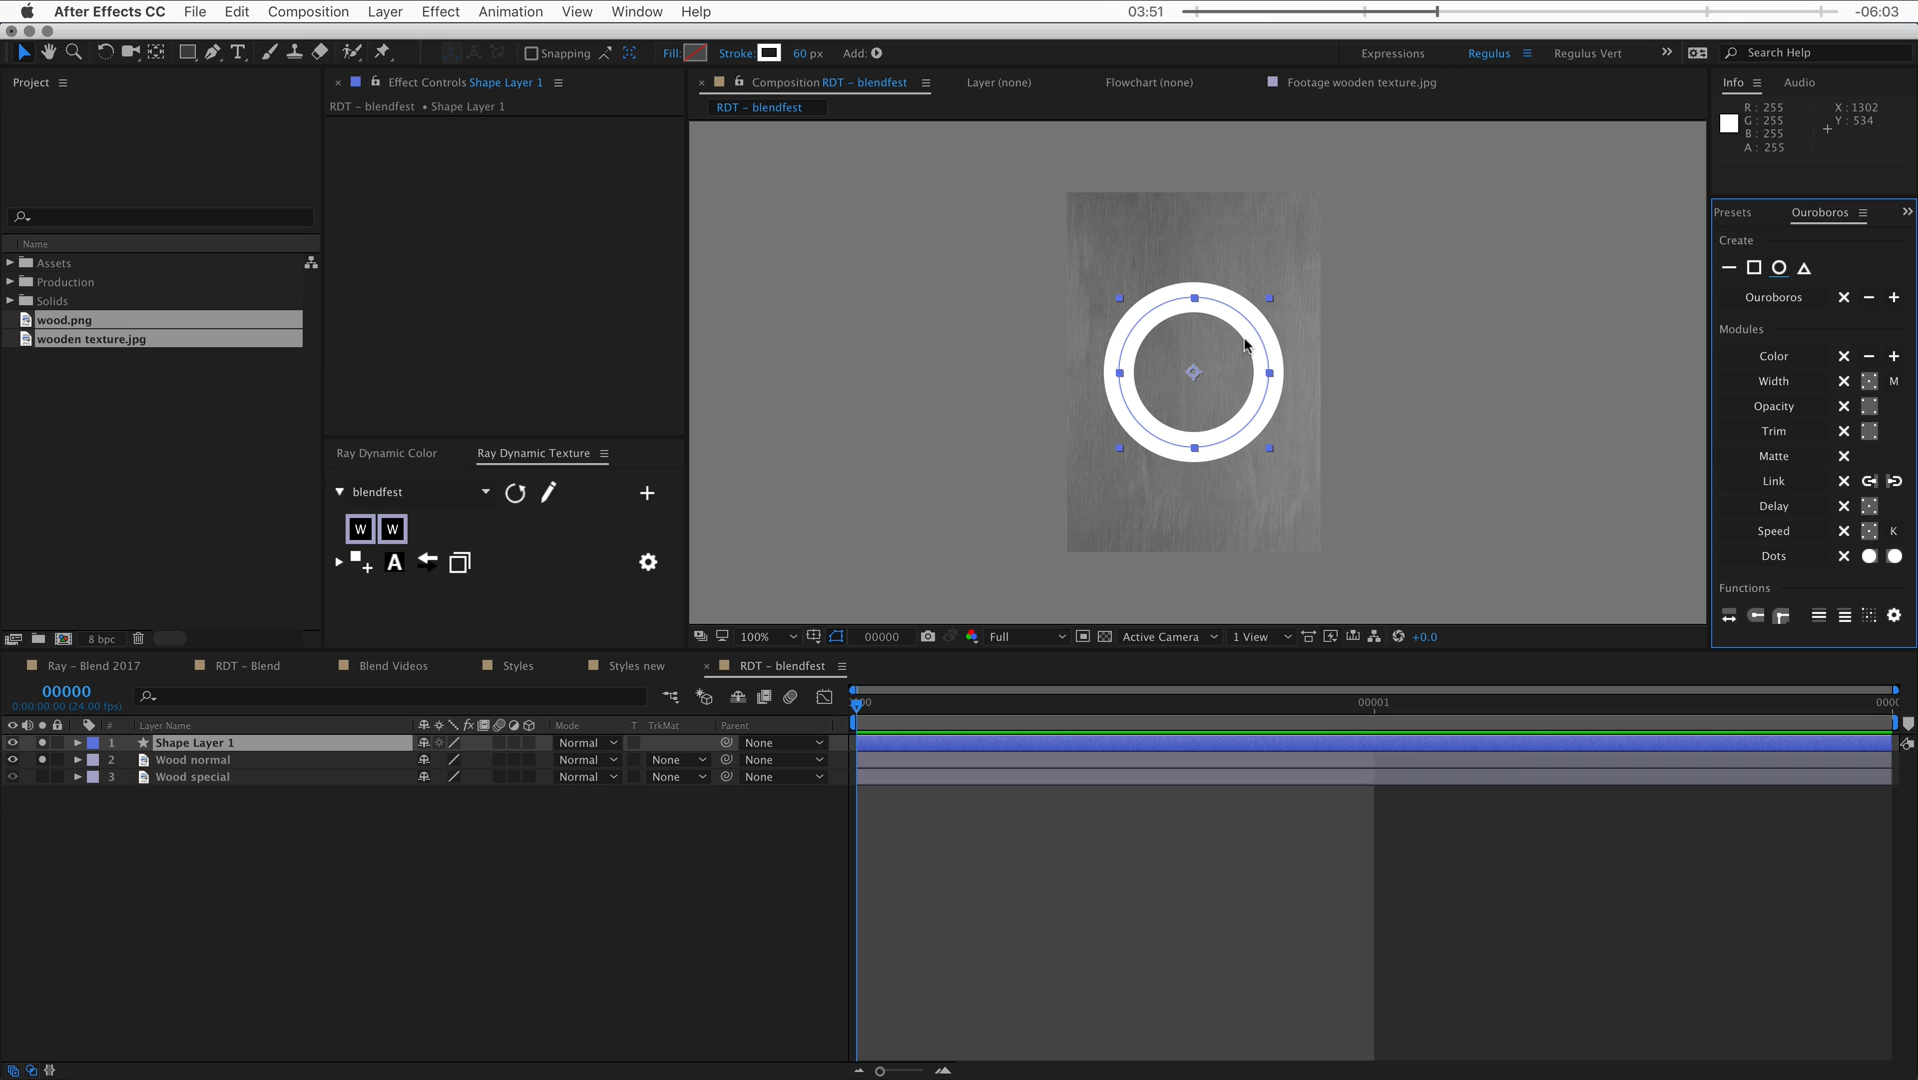 After Effects CC File Edit Composition Layer Effect Animation View Window Help 03:51 -06:03
Snapping Fill: Stroke: 60 px Add: Expressions Regulus Regulus Vert Search Help
Project Effect Controls Shape Layer 1 Composition RDT – blendfest Layer (none) Flowchart (none) Footage wooden texture.jpg Info Audio
RDT – blendfest • Shape Layer 1 RDT – blendfest
R : 255 X : 1302
G : 255 Y : 534
B : 255
A : 255
Presets Ouroboros
Create
Ouroboros
Modules
Color
Width M
Opacity
Trim
Matte
Link
Delay
Speed K
Dots
Functions
Name
Assets
Production
Solids
wood.png
wooden texture.jpg
8 bpc
Ray Dynamic Color Ray Dynamic Texture
blendfest
W W
A
100% 00000 Full Active Camera 1 View +0.0
Ray – Blend 2017 RDT – Blend Blend Videos Styles Styles new RDT – blendfest
00000
0:00:00:00 (24.00 fps)
# Layer Name fx Mode T TrkMat Parent
00001
1 Shape Layer 1 Normal None
2 Wood normal Normal None None
3 Wood special Normal None None